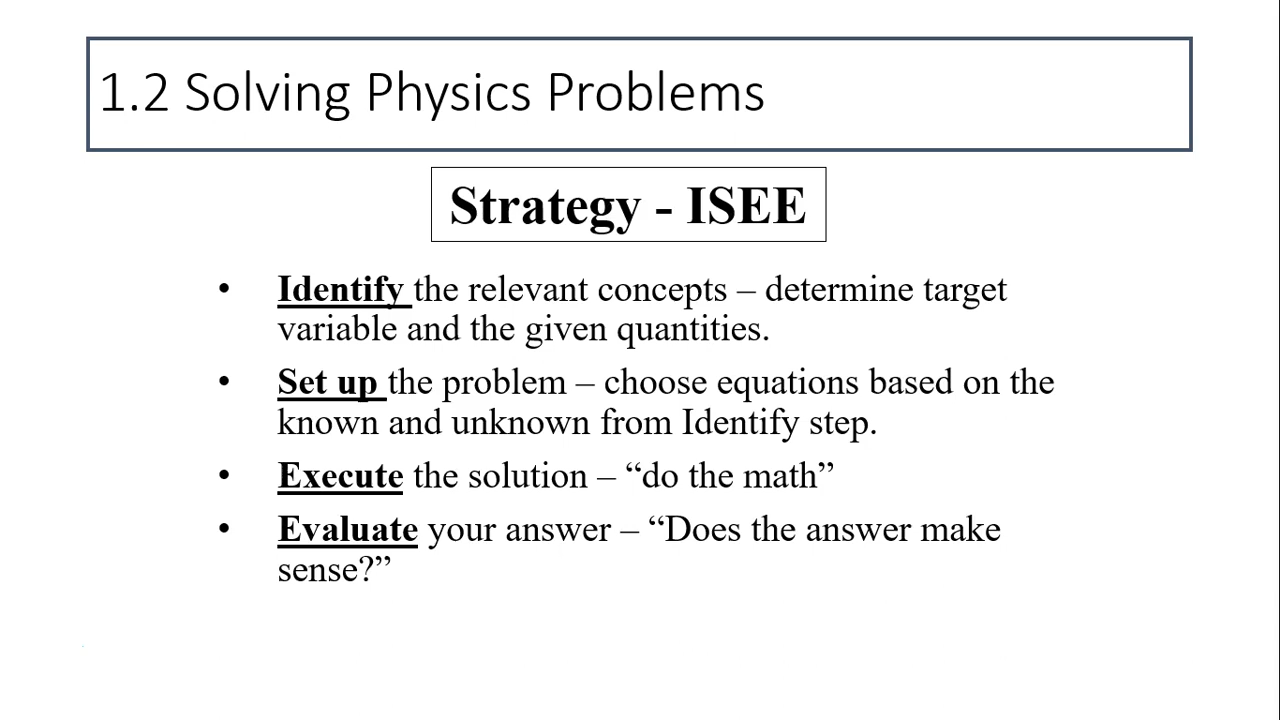 1.2 Solving Physics Problems
Strategy - ISEE
• Identify the relevant concepts – determine target
variable and the given quantities.
• Set up the problem – choose equations based on the
known and unknown from Identify step.
• Execute the solution – “do the math”
• Evaluate your answer – “Does the answer make
sense?”